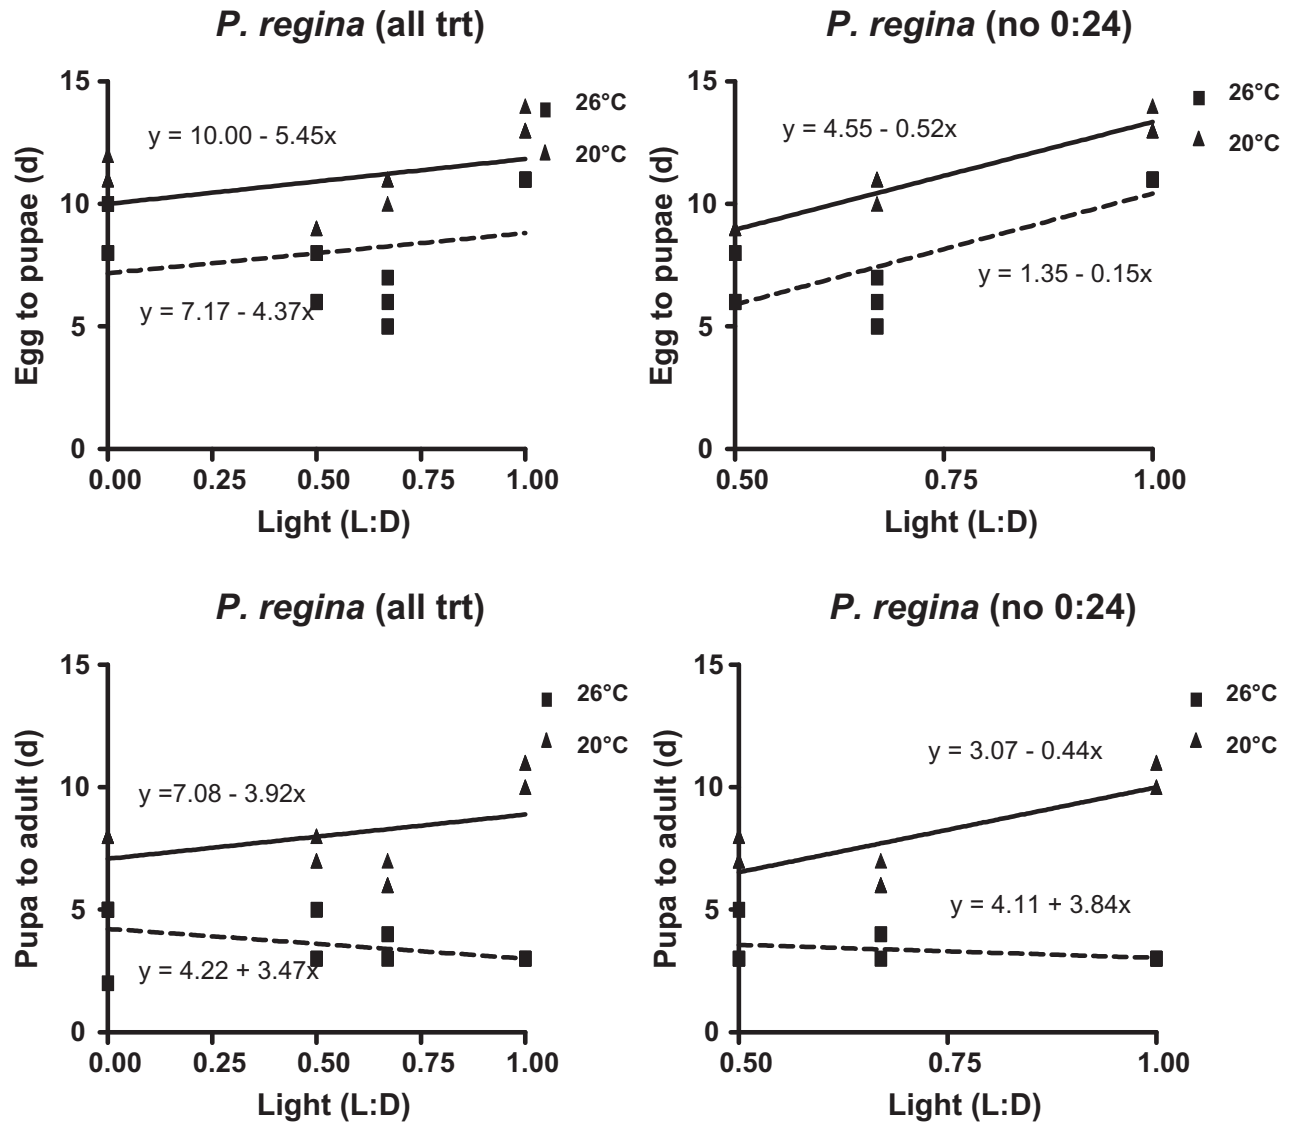 P. regina (all trt)
15
10
5
0
Egg to pupae (d)
y = 10.00 - 5.45x
y = 7.17 - 4.37x
26°C
20°C
0.00 0.25 0.50 0.75 1.00
Light (L:D)
P. regina (no 0:24)
15
10
5
0
Egg to pupae (d)
y = 4.55 - 0.52x
y = 1.35 - 0.15x
26°C
20°C
0.50 0.75 1.00
Light (L:D)
P. regina (all trt)
15
10
5
0
Pupa to adult (d)
y =7.08 - 3.92x
y = 4.22 + 3.47x
26°C
20°C
0.00 0.25 0.50 0.75 1.00
Light (L:D)
P. regina (no 0:24)
15
10
5
0
Pupa to adult (d)
y = 3.07 - 0.44x
y = 4.11 + 3.84x
26°C
20°C
0.50 0.75 1.00
Light (L:D)